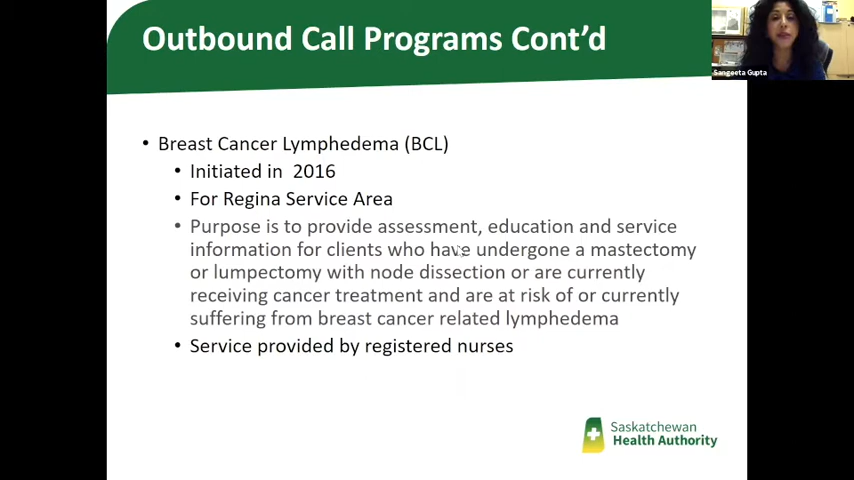 Outbound Call Programs Cont'd
Sangeeta Gupta
• Breast Cancer Lymphedema (BCL)
• Initiated in 2016
• For Regina Service Area
• Purpose is to provide assessment, education and service
information for clients who have undergone a mastectomy
or lumpectomy with node dissection or are currently
receiving cancer treatment and are at risk of or currently
suffering from breast cancer related lymphedema
• Service provided by registered nurses
Saskatchewan
Health Authority